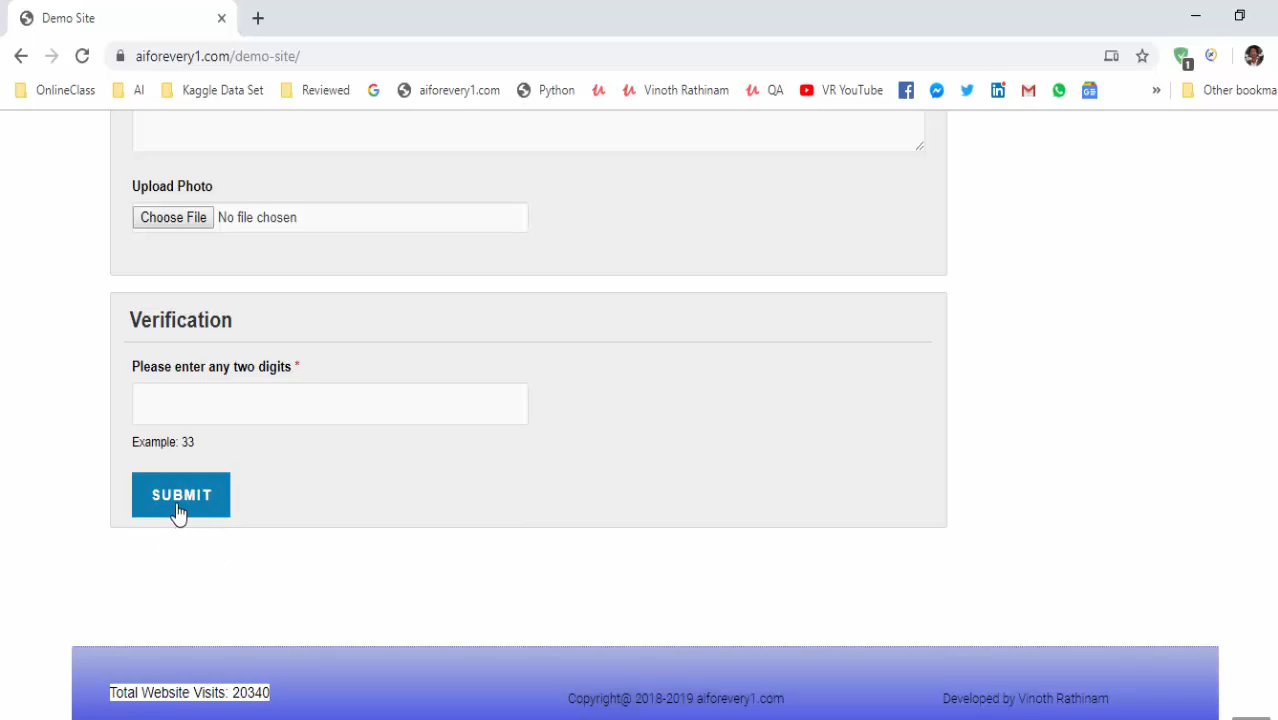 Demo Site
aiforevery1.com/demo-site/
1
OnlineClass AI Kaggle Data Set Reviewed aiforevery1.com Python Vinoth Rathinam QA VR YouTube » Other bookma
Upload Photo
Choose File No file chosen
Verification
Please enter any two digits *
Example: 33
SUBMIT
Total Website Visits: 20340 Copyright@ 2018-2019 aiforevery1.com Developed by Vinoth Rathinam